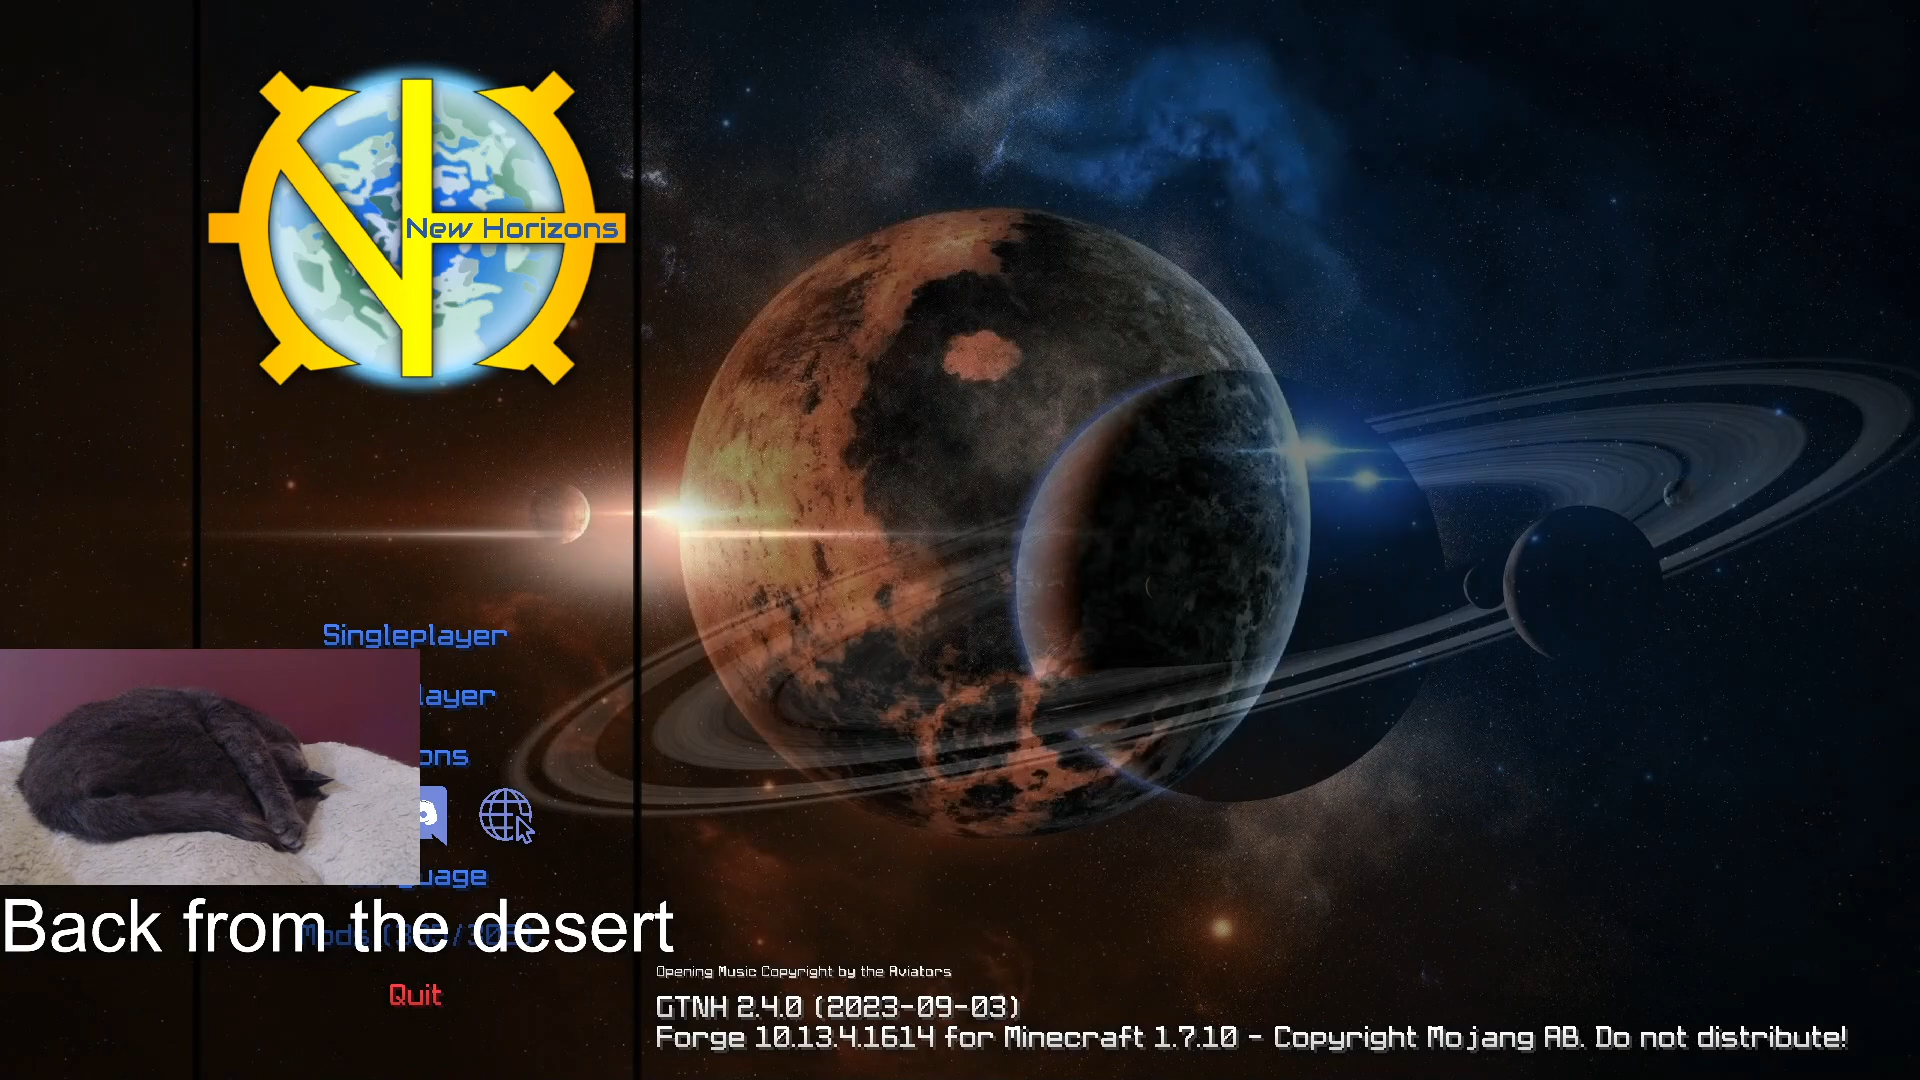 New Horizons
Singleplayer
layer
ons
uage
Back from the desert
Mods
Quit
Opening Music Copyright by the Aviators
GTNH 2.4.0 (2023-09-03)
Forge 10.13.4.1614 for Minecraft 1.7.10 - Copyright Mojang AB. Do not distribute!